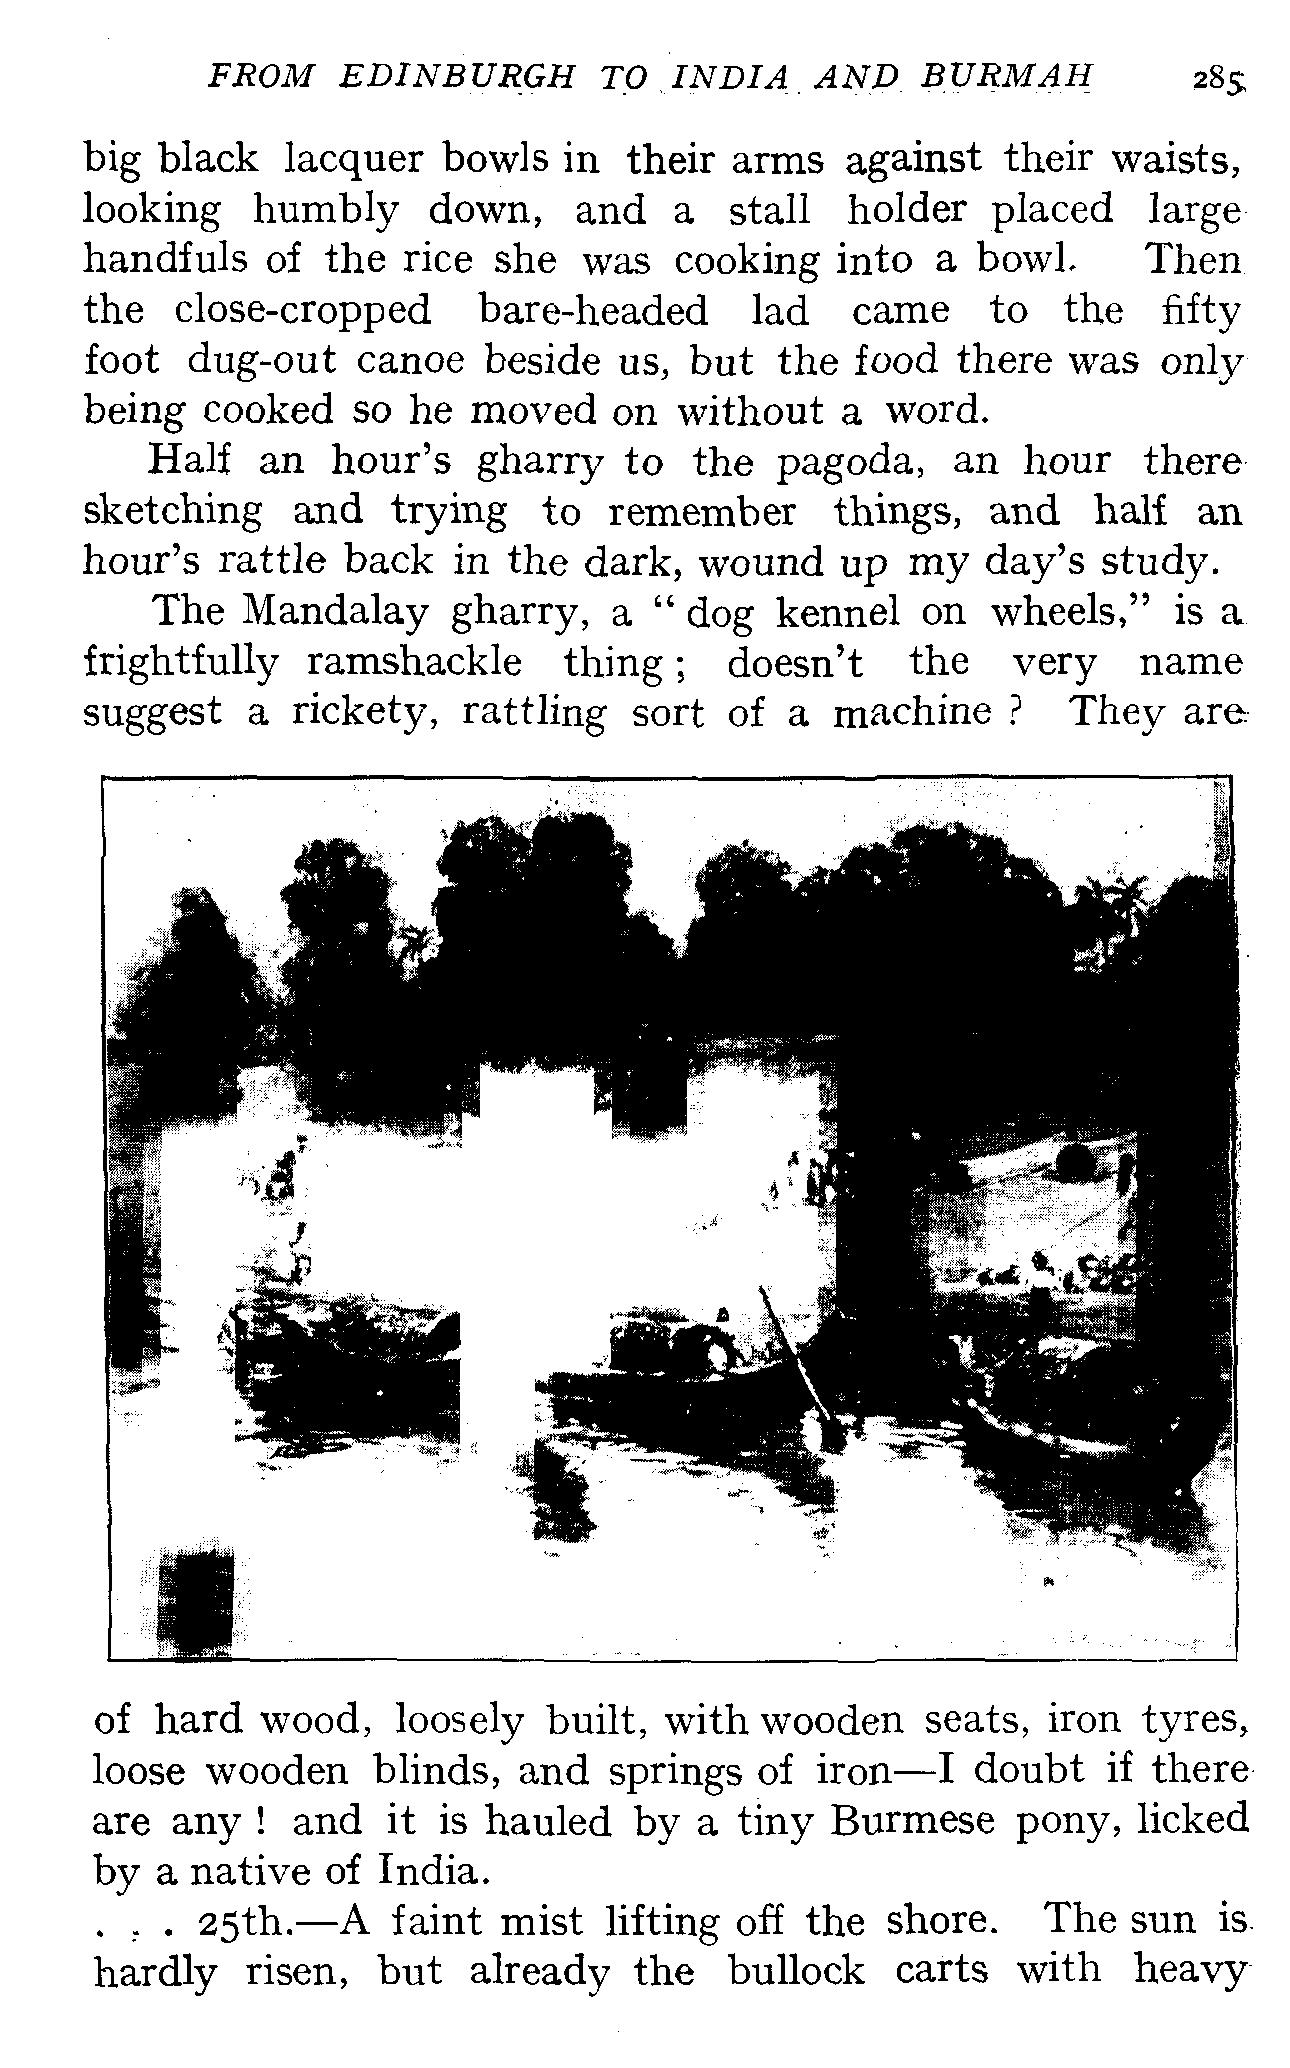 FROM EDINBURGH TO INDIA AND BURMAH 285
big black lacquer bowls in their arms against their waists,
looking humbly down, and a stall holder placed large
handfuls of the rice she was cooking into a bowl. Then
the close-cropped bare-headed lad came to the fifty
foot dug-out canoe beside us, but the food there was only
being cooked so he moved on without a word.
Half an hour's gharry to the pagoda, an hour there
sketching and trying to remember things, and half an
hour's rattle back in the dark, wound up my day's study.
The Mandalay gharry, a “ dog kennel on wheels,” is a
frightfully ramshackle thing ; doesn't the very name
suggest a rickety, rattling sort of a machine ? They are
of hard wood, loosely built, with wooden seats, iron tyres,
loose wooden blinds, and springs of iron—I doubt if there
are any ! and it is hauled by a tiny Burmese pony, licked
by a native of India.
. . . 25th.—A faint mist lifting off the shore. The sun is
hardly risen, but already the bullock carts with heavy